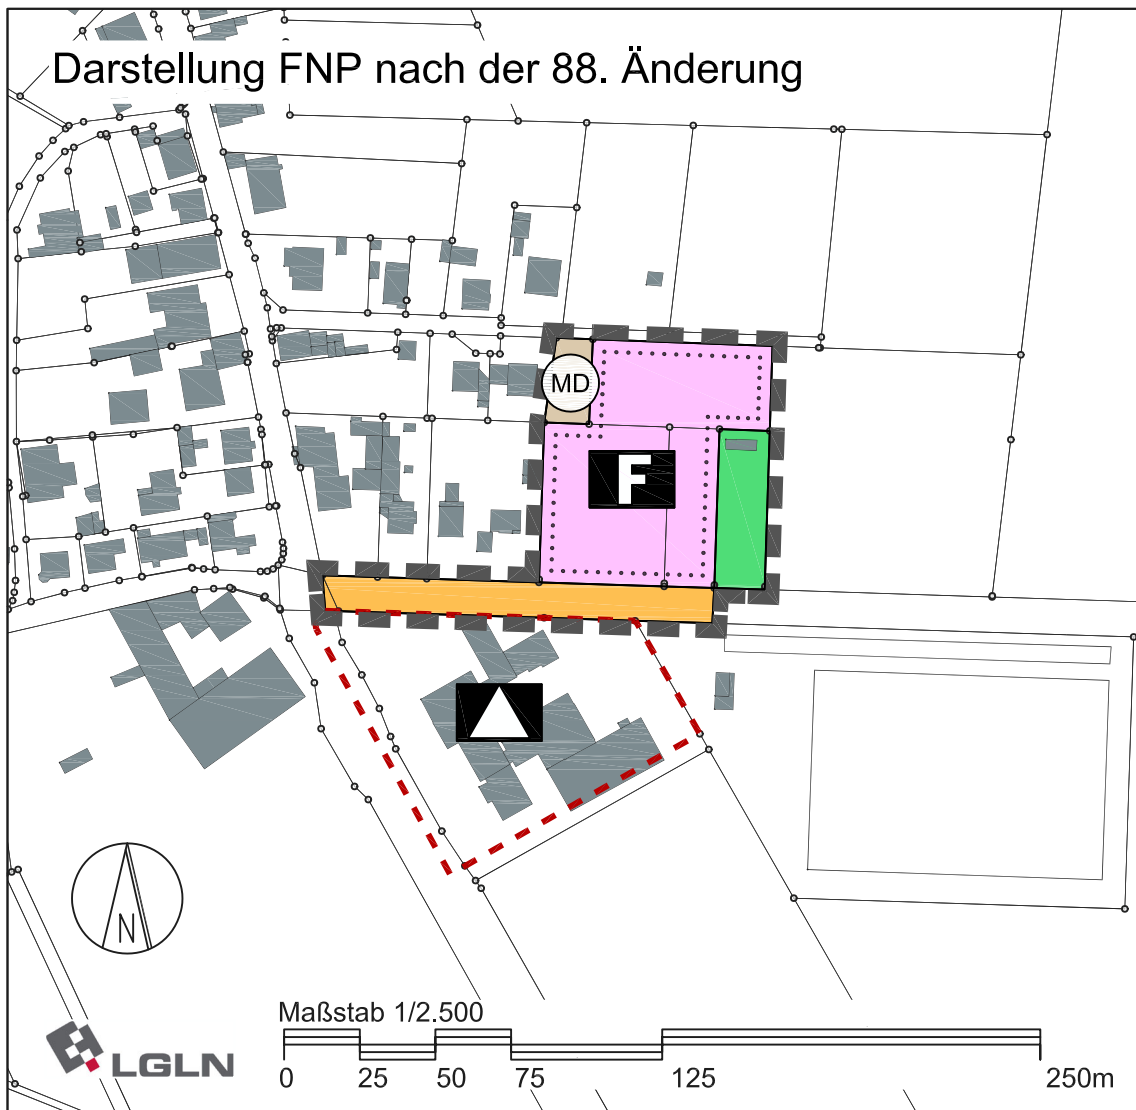 Darstellung FNP nach der 88. Änderung
MD
F
N
Maßstab 1/2.500
LGLN
0 25 50 75 125 250m